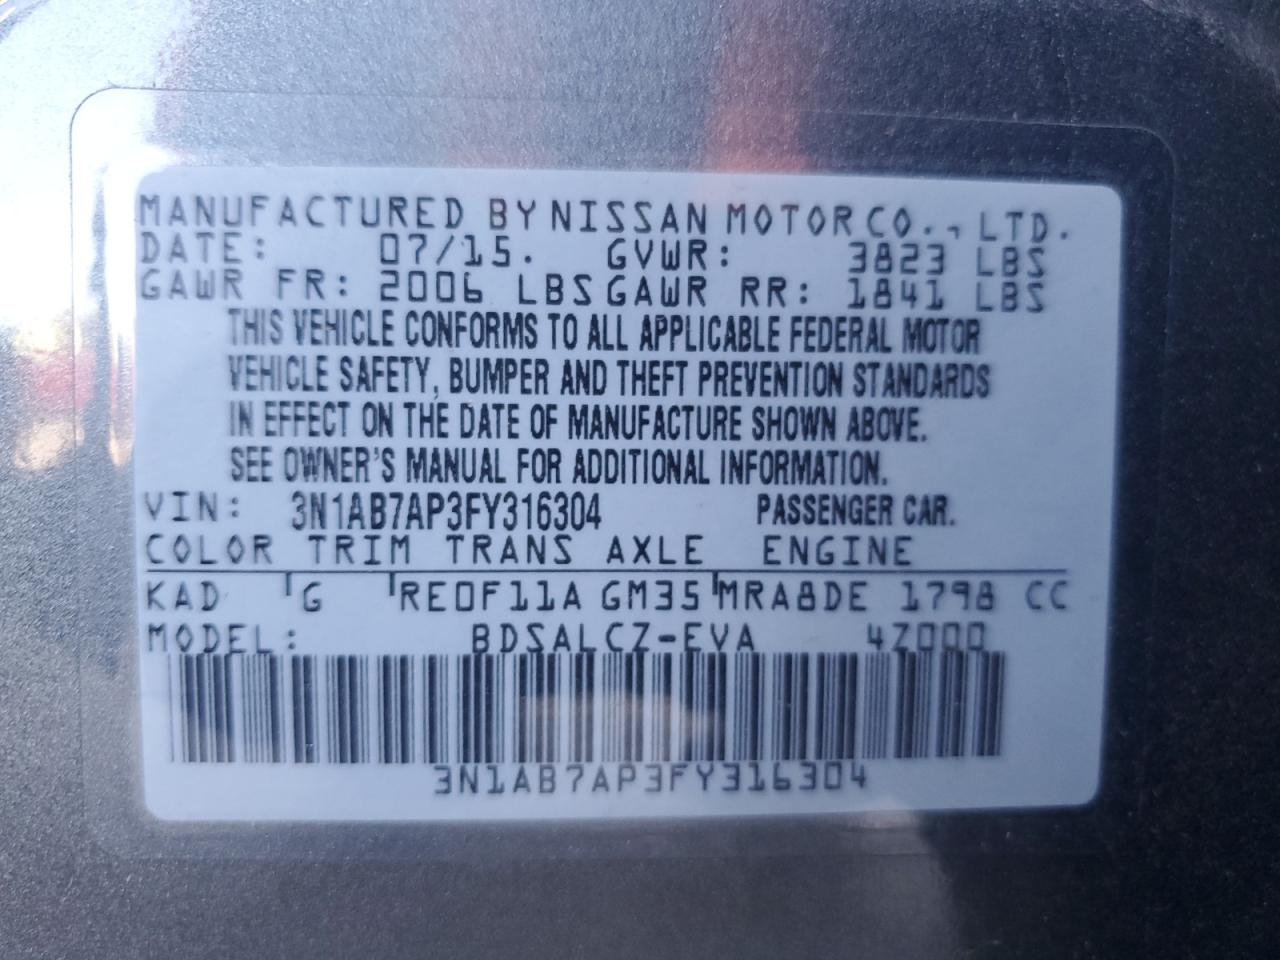 MANUFACTURED BY NISSAN MOTOR CO., LTD.
DATE: 07/15. GVWR: 3823 LBS
GAWR FR: 2006 LBS GAWR RR: 1841 LBS
THIS VEHICLE CONFORMS TO ALL APPLICABLE FEDERAL MOTOR
VEHICLE SAFETY, BUMPER AND THEFT PREVENTION STANDARDS
IN EFFECT ON THE DATE OF MANUFACTURE SHOWN ABOVE.
SEE OWNER'S MANUAL FOR ADDITIONAL INFORMATION.
VIN: 3N1AB7AP3FY316304 PASSENGER CAR.
COLOR TRIM TRANS AXLE ENGINE
KAD G RE0F11A GM35 MRA8DE 1798 CC
MODEL: BDSALCZ-EVA 4Z000
3N1AB7AP3FY316304